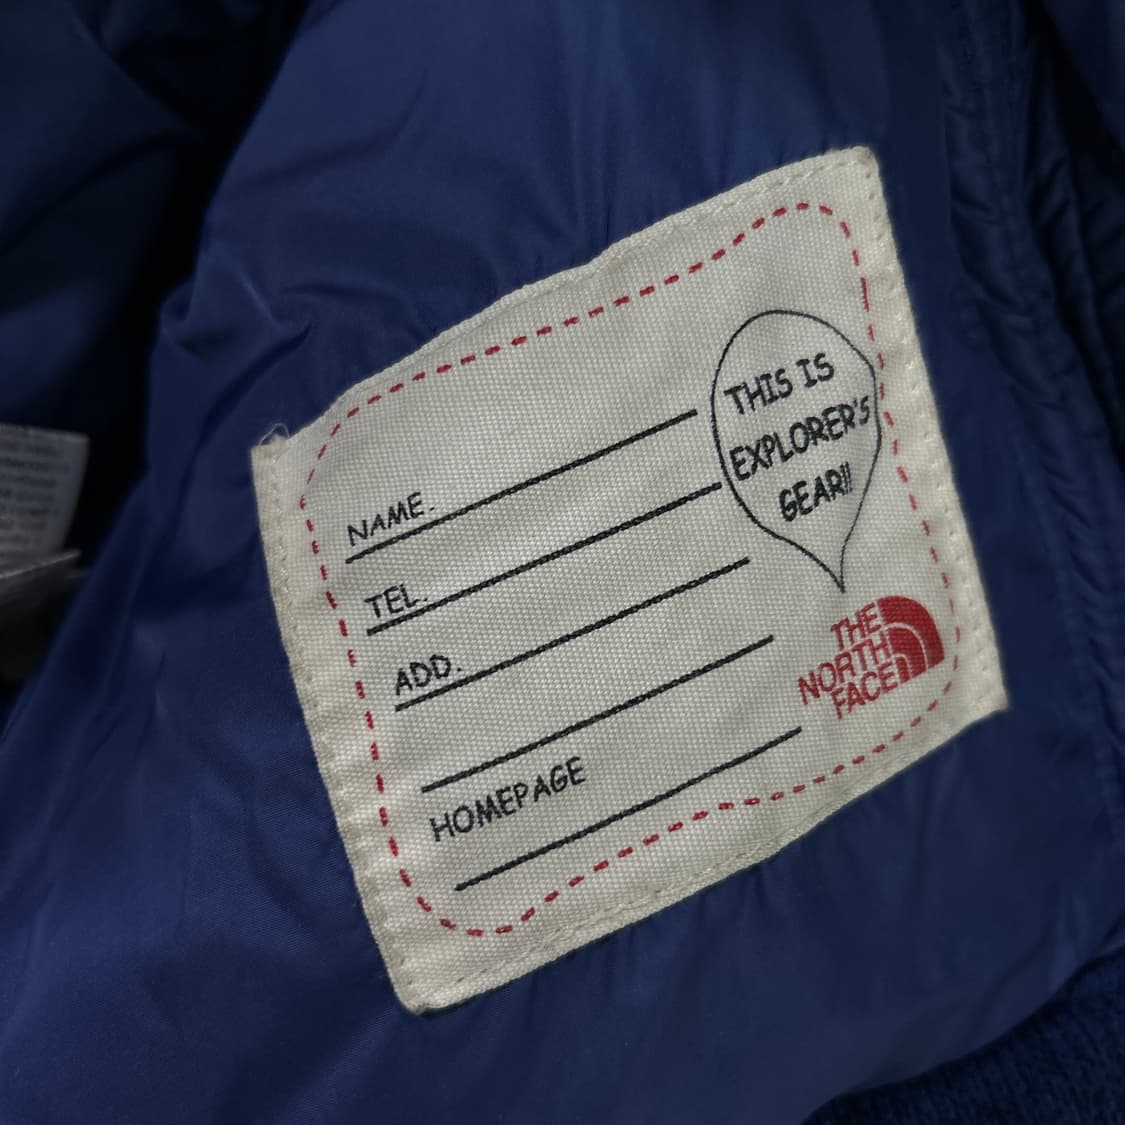 THIS IS
EXPLORER'S
GEAR!!
NAME.
TEL.
ADD.
HOMEPAGE
THE
NORTH
FACE